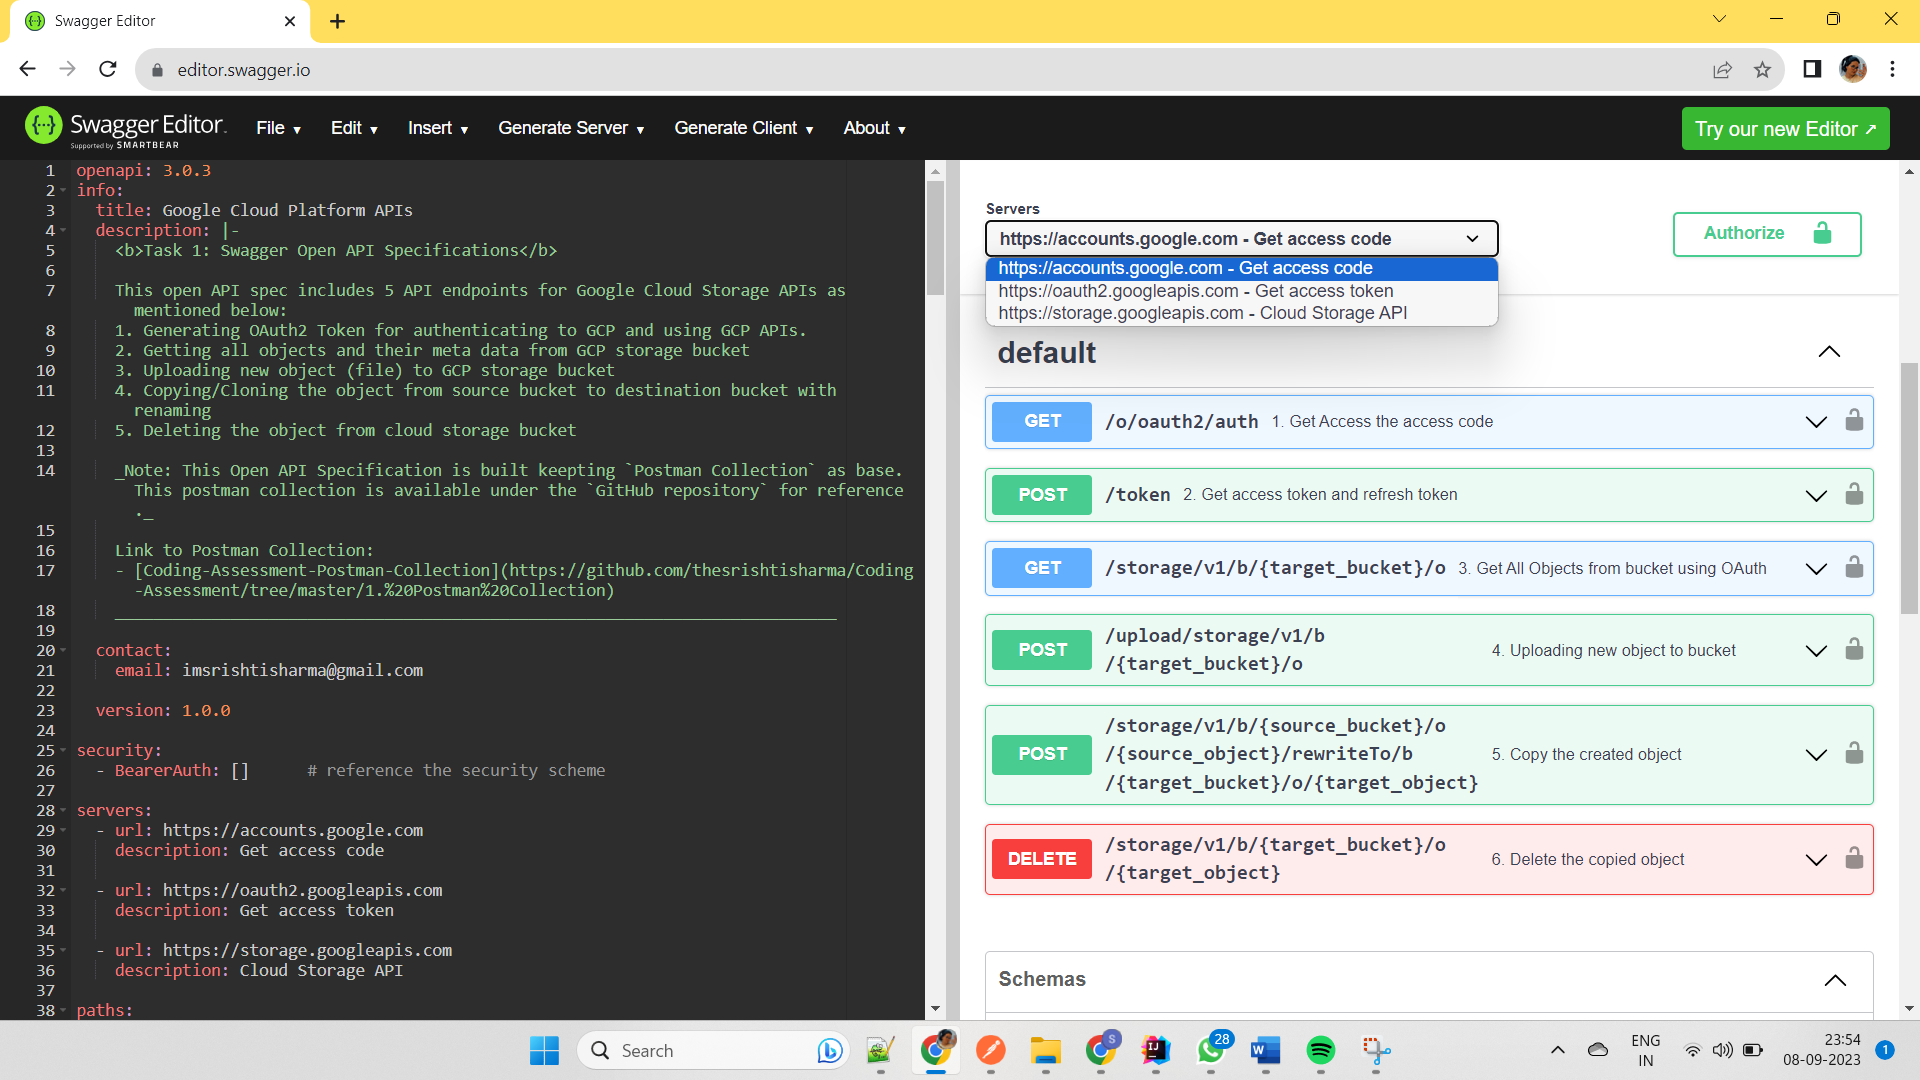 Swagger Editor
editor.swagger.io
Swagger Editor.
Supported by SMARTBEAR
File
Edit
Insert
Generate Server
Generate Client
About
Try our new Editor ↗
1 openapi: 3.0.3
2 info:
3 title: Google Cloud Platform APIs
4 description: |-
5 <b>Task 1: Swagger Open API Specifications</b>
6
7 This open API spec includes 5 API endpoints for Google Cloud Storage APIs as
mentioned below:
8 1. Generating OAuth2 Token for authenticating to GCP and using GCP APIs.
9 2. Getting all objects and their meta data from GCP storage bucket
10 3. Uploading new object (file) to GCP storage bucket
11 4. Copying/Cloning the object from source bucket to destination bucket with
renaming
12 5. Deleting the object from cloud storage bucket
13
14 _Note: This Open API Specification is built keepting `Postman Collection` as base.
This postman collection is available under the `GitHub repository` for reference
._
15
16 Link to Postman Collection:
17 - [Coding-Assessment-Postman-Collection](https://github.com/thesrishtisharma/Coding
-Assessment/tree/master/1.%20Postman%20Collection)
18 ___________________________________________________________________________
19
20 contact:
21 email: imsrishtisharma@gmail.com
22
23 version: 1.0.0
24
25 security:
26 - BearerAuth: [] # reference the security scheme
27
28 servers:
29 - url: https://accounts.google.com
30 description: Get access code
31
32 - url: https://oauth2.googleapis.com
33 description: Get access token
34
35 - url: https://storage.googleapis.com
36 description: Cloud Storage API
37
38 paths:
Servers
https://accounts.google.com - Get access code
https://accounts.google.com - Get access code
https://oauth2.googleapis.com - Get access token
https://storage.googleapis.com - Cloud Storage API
Authorize
default
GET /o/oauth2/auth 1. Get Access the access code
POST /token 2. Get access token and refresh token
GET /storage/v1/b/{target_bucket}/o 3. Get All Objects from bucket using OAuth
POST /upload/storage/v1/b
/{target_bucket}/o 4. Uploading new object to bucket
POST /storage/v1/b/{source_bucket}/o
/{source_object}/rewriteTo/b
/{target_bucket}/o/{target_object} 5. Copy the created object
DELETE /storage/v1/b/{target_bucket}/o
/{target_object} 6. Delete the copied object
Schemas
Search
S
IJ
28
W
ENG
IN
23:54
08-09-2023
1